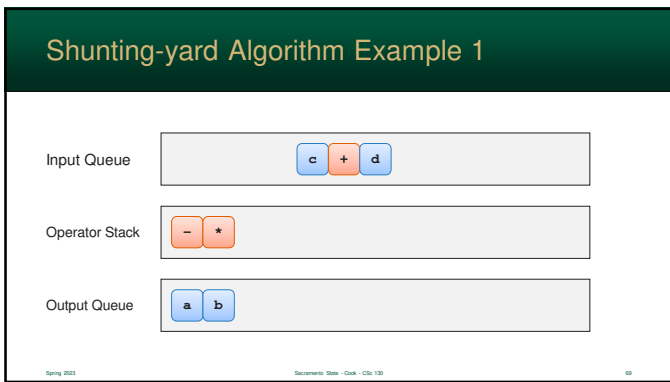 Shunting-yard Algorithm Example 1
Input Queue c + d
Operator Stack - *
Output Queue a b
Spring 2023 Sacramento State - Cook - CSc 130 69